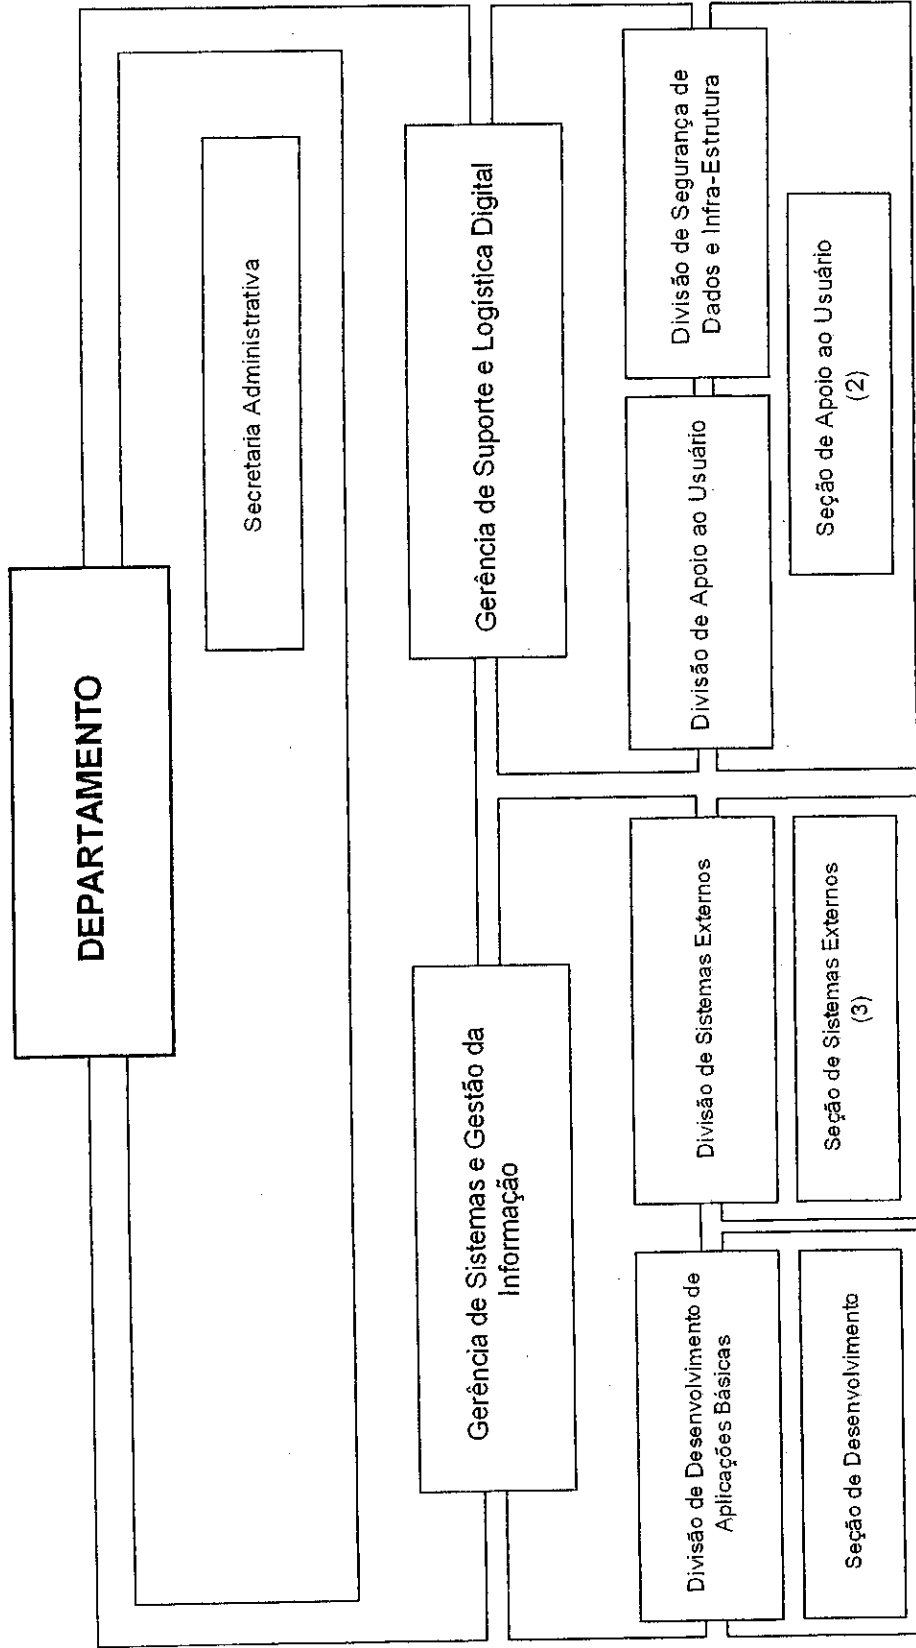 DEPARTAMENTO
Secretaria Administrativa
Gerência de Sistemas e Gestão da
Informação
Gerência de Suporte e Logística Digital
Divisão de Desenvolvimento de
Aplicações Básicas
Divisão de Sistemas Externos
Divisão de Apoio ao Usuário
Divisão de Segurança de
Dados e Infra-Estrutura
Seção de Desenvolvimento
Seção de Sistemas Externos
(3)
Seção de Apoio ao Usuário
(2)